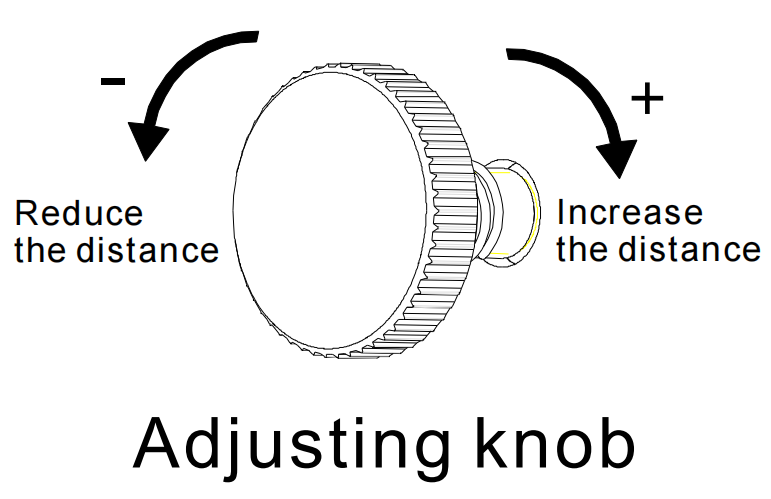 -
+
Reduce
the distance
Increase
the distance
Adjusting knob